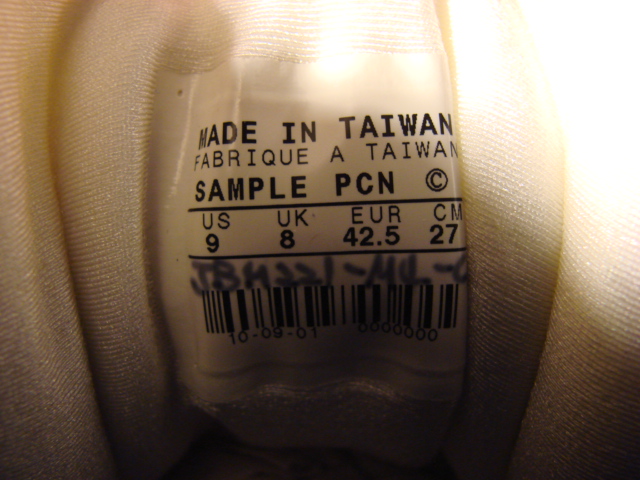 MADE IN TAIWAN
FABRIQUE A TAIWAN
SAMPLE PCN ©
US UK EUR CM
9 8 42.5 27
10-09-01 0000000